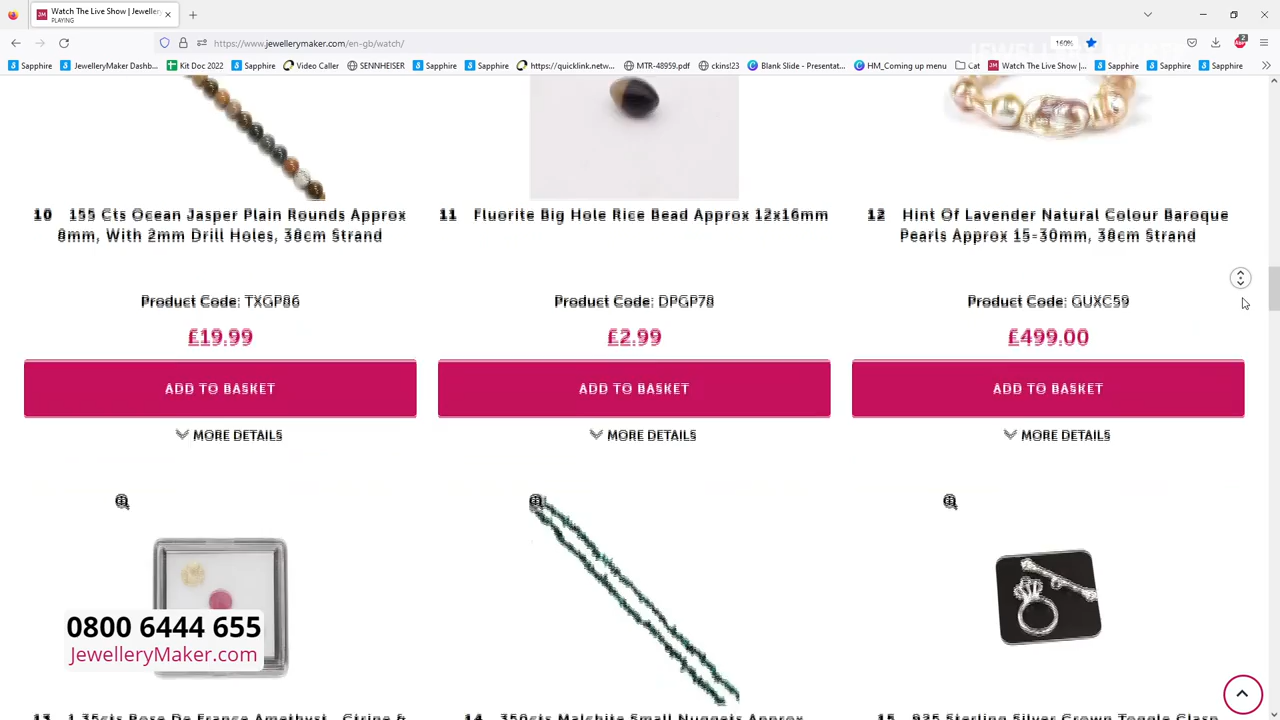 Watch The Live Show | Jeweller
PLAYING
https://www.jewellerymaker.com/en-gb/watch/
160%
2
Sapphire
JewelleryMaker Dashb...
Kit Doc 2022
Sapphire
Video Caller
SENNHEISER
Sapphire
Sapphire
https://quicklink.netw...
MTR-48959.pdf
ckins!23
Blank Slide - Presentat...
HM_Coming up menu
Cat
Watch The Live Show |...
Sapphire
Sapphire
Sapphire
10 155 Cts Ocean Jasper Plain Rounds Approx
8mm, With 2mm Drill Holes, 38cm Strand
Product Code: TXGP86
£19.99
ADD TO BASKET
MORE DETAILS
11 Fluorite Big Hole Rice Bead Approx 12x16mm
Product Code: DPGP78
£2.99
ADD TO BASKET
MORE DETAILS
12 Hint Of Lavender Natural Colour Baroque
Pearls Approx 15-30mm, 38cm Strand
Product Code: GUXC59
£499.00
ADD TO BASKET
MORE DETAILS
0800 6444 655
JewelleryMaker.com
13 1.35cts Rose De France Amethyst, Citrine &
14 350cts Malchite Small Nuggets Approx
15 925 Sterling Silver Crown Toggle Clasp